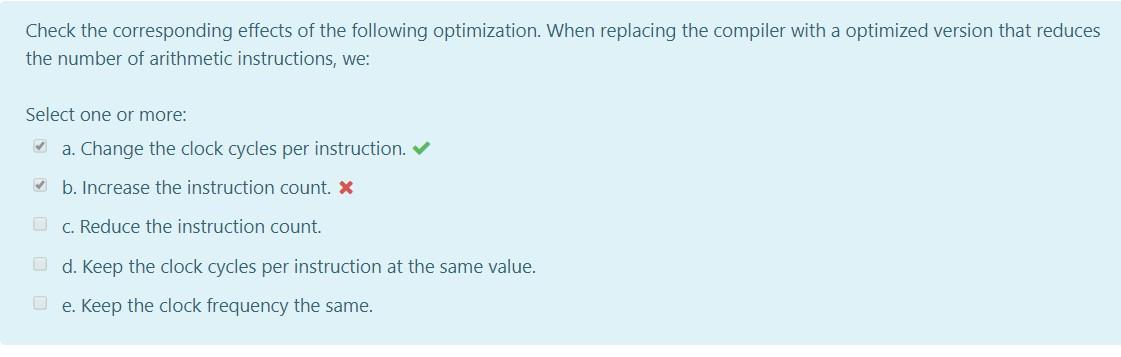 Check the corresponding effects of the following optimization. When replacing the compiler with a optimized version that reduces
the number of arithmetic instructions, we:
Select one or more:
a. Change the clock cycles per instruction.
b. Increase the instruction count.
c. Reduce the instruction count.
d. Keep the clock cycles per instruction at the same value.
e. Keep the clock frequency the same.